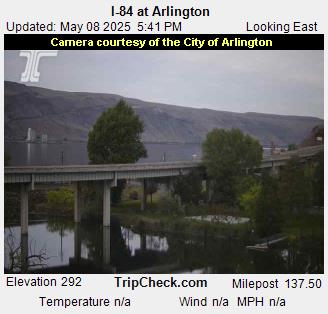 I-84 at Arlington
Updated: May 08 2025 5:41 PM Looking East
Camera courtesy of the City of Arlington
Elevation 292 TripCheck.com Milepost 137.50
Temperature n/a Wind n/a MPH n/a